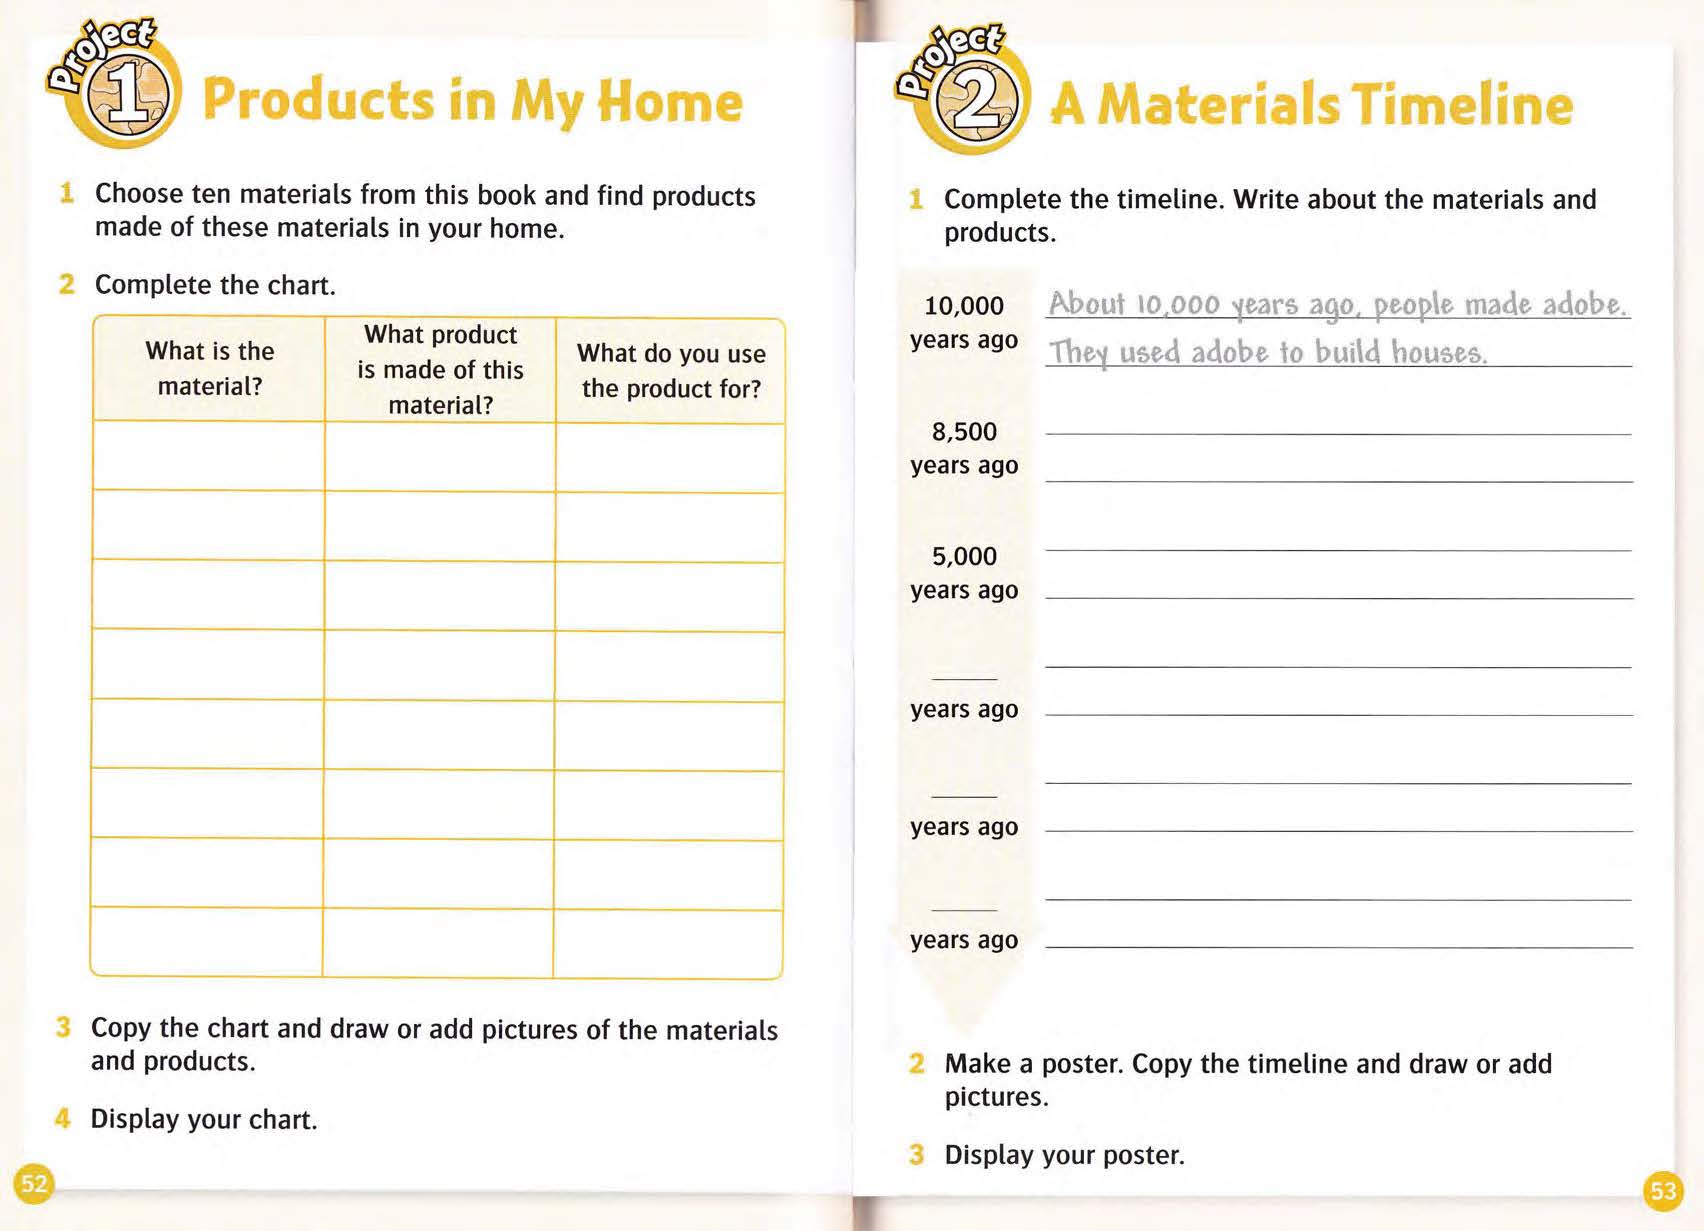 Project
1
Products in My Home
1 Choose ten materials from this book and find products
made of these materials in your home.
2 Complete the chart.
What is the
material?
What product
is made of this
material?
What do you use
the product for?
3 Copy the chart and draw or add pictures of the materials
and products.
4 Display your chart.
52
Project
2
A Materials Timeline
1 Complete the timeline. Write about the materials and
products.
10,000
years ago
About 10,000 years ago, people made adobe.
They used adobe to build houses.
8,500
years ago
5,000
years ago
years ago
years ago
years ago
2 Make a poster. Copy the timeline and draw or add
pictures.
3 Display your poster.
53